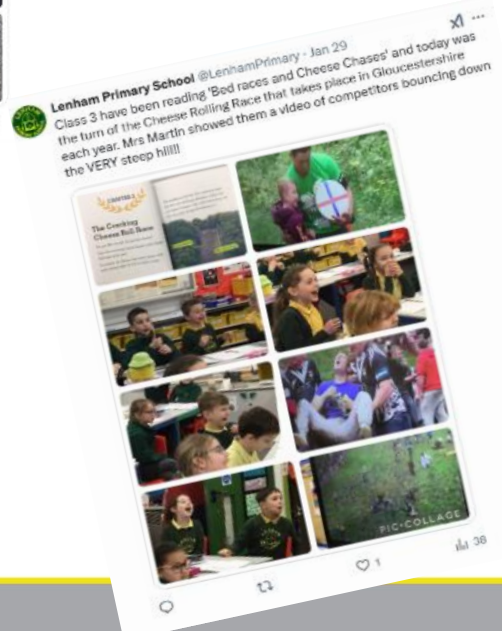 Lenham Primary School @LenhamPrimary · Jan 29
Class 3 have been reading 'Bed races and Cheese Chases' and today was
the turn of the Cheese Rolling Race that takes place in Gloucestershire
each year. Mrs Martin showed them a video of competitors bouncing down
the VERY steep hill!!!
The Cracking
Cheese Roll Race
PIC•COLLAGE
1
38